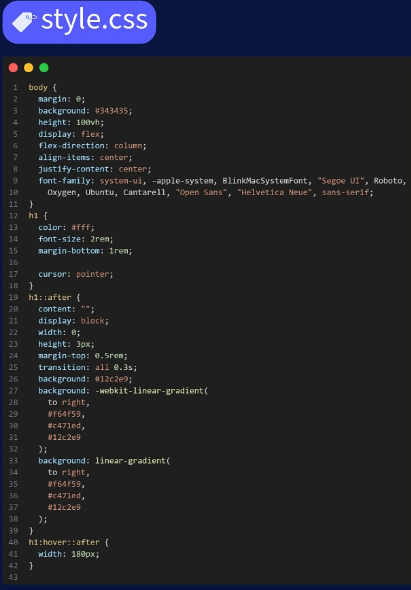 style.css
1 body {
2 margin: 0;
3 background: #343435;
4 height: 100vh;
5 display: flex;
6 flex-direction: column;
7 align-items: center;
8 justify-content: center;
9 font-family: system-ui, -apple-system, BlinkMacSystemFont, "Segoe UI", Roboto,
10 Oxygen, Ubuntu, Cantarell, "Open Sans", "Helvetica Neue", sans-serif;
11 }
12 h1 {
13 color: #fff;
14 font-size: 2rem;
15 margin-bottom: 1rem;
16
17 cursor: pointer;
18 }
19 h1::after {
20 content: "";
21 display: block;
22 width: 0;
23 height: 3px;
24 margin-top: 0.5rem;
25 transition: all 0.3s;
26 background: #12c2e9;
27 background: -webkit-linear-gradient(
28 to right,
29 #f64f59,
30 #c471ed,
31 #12c2e9
32 );
33 background: linear-gradient(
34 to right,
35 #f64f59,
36 #c471ed,
37 #12c2e9
38 );
39 }
40 h1:hover::after {
41 width: 180px;
42 }
43